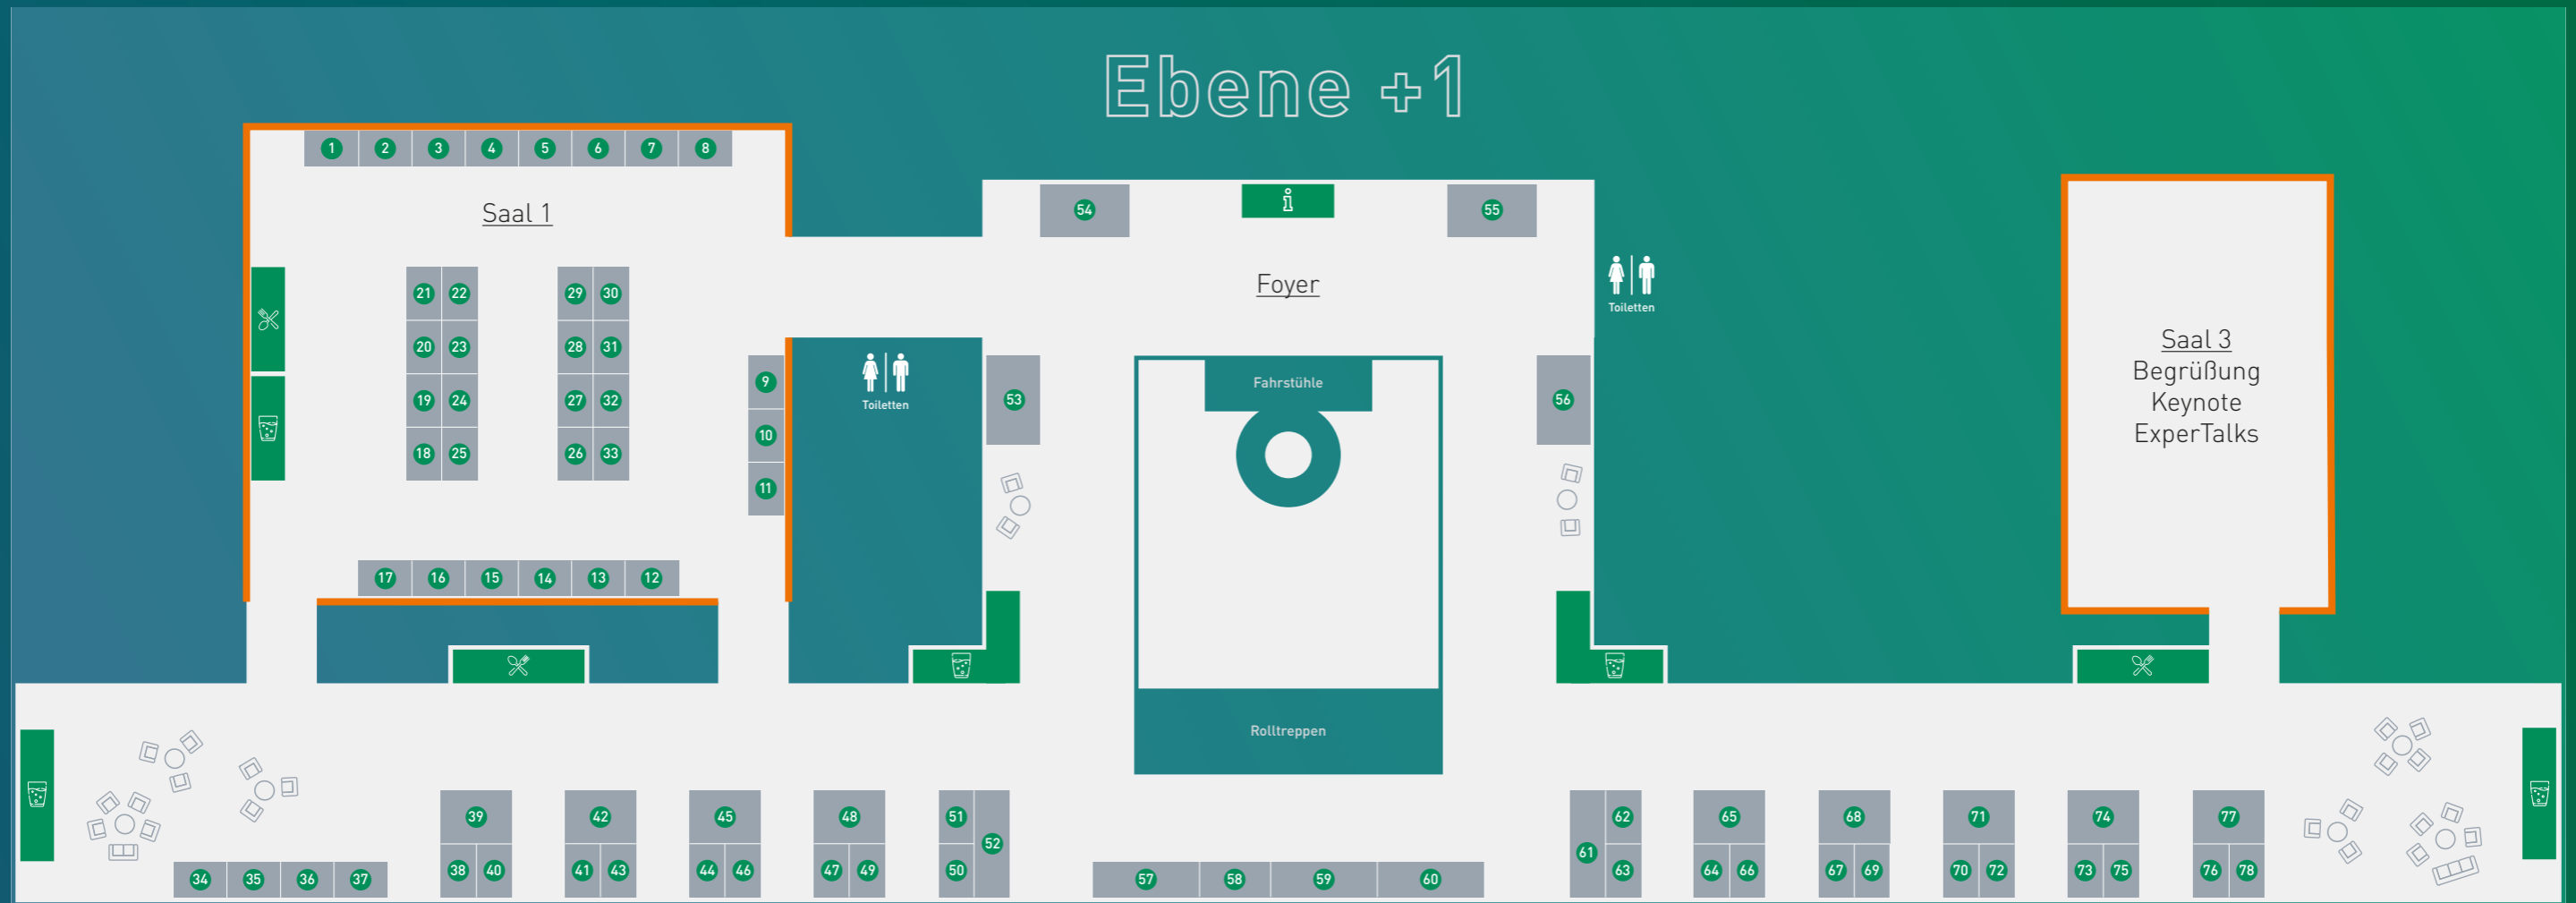 Ebene +1
1 2 3 4 5 6 7 8
Saal 1
21 22 29 30
20 23 28 31
19 24 27 32
18 25 26 33
9
10
11
17 16 15 14 13 12
Toiletten
54 i 55
Foyer
Toiletten
53
56
Fahrstühle
Rolltreppen
Saal 3
Begrüßung
Keynote
ExperTalks
34 35 36 37
39
38 40
42
41 43
45
44 46
48
47 49
51
52
50
57 58 59 60
62
61
63
65
64 66
68
67 69
71
70 72
74
73 75
77
76 78